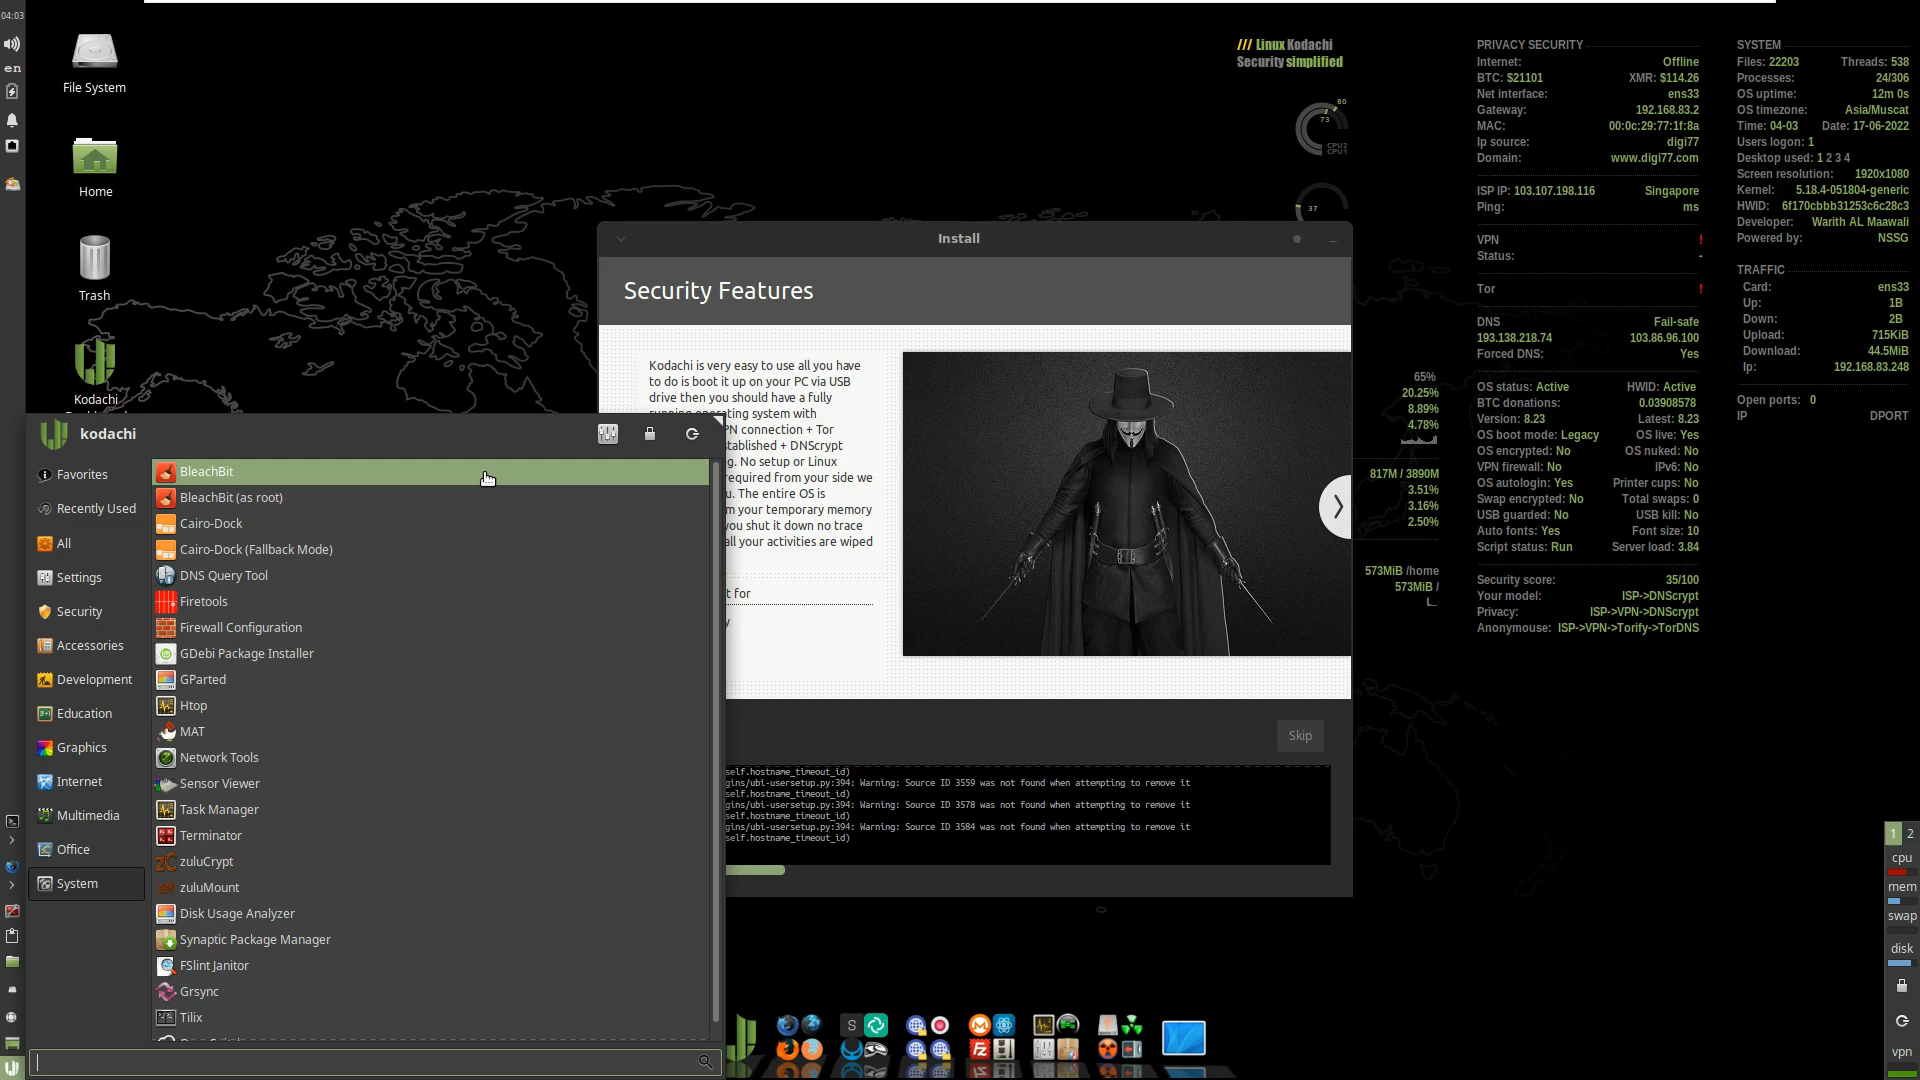 04:03
en
File System
Home
Trash
Kodachi
/// Linux Kodachi
Security simplified
80
73
CPU2
CPU1
37
65%
20.25%
8.89%
4.78%
817M / 3890M
3.51%
3.16%
2.50%
573MiB /home
573MiB /
PRIVACY SECURITY
Internet: Offline
BTC: $21101 XMR: $114.26
Net interface: ens33
Gateway: 192.168.83.2
MAC: 00:0c:29:77:1f:8a
Ip source: digi77
Domain: www.digi77.com
ISP IP: 103.107.198.116 Singapore
Ping: ms
VPN !
Status: -
Tor !
DNS Fail-safe
193.138.218.74 103.86.96.100
Forced DNS: Yes
OS status: Active HWID: Active
BTC donations: 0.03908578
Version: 8.23 Latest: 8.23
OS boot mode: Legacy OS live: Yes
OS encrypted: No OS nuked: No
VPN firewall: No IPv6: No
OS autologin: Yes Printer cups: No
Swap encrypted: No Total swaps: 0
USB guarded: No USB kill: No
Auto fonts: Yes Font size: 10
Script status: Run Server load: 3.84
Security score: 35/100
Your model: ISP->DNScrypt
Privacy: ISP->VPN->DNScrypt
Anonymouse: ISP->VPN->Torify->TorDNS
SYSTEM
Files: 22203 Threads: 538
Processes: 24/306
OS uptime: 12m 0s
OS timezone: Asia/Muscat
Time: 04-03 Date: 17-06-2022
Users logon: 1
Desktop used: 1 2 3 4
Screen resolution: 1920x1080
Kernel: 5.18.4-051804-generic
HWID: 6f170cbbb31253c6c28c3
Developer: Warith AL Maawali
Powered by: NSSG
TRAFFIC
Card: ens33
Up: 1B
Down: 2B
Upload: 715KiB
Download: 44.5MiB
Ip: 192.168.83.248
Open ports: 0
IP DPORT
Install
Security Features
Kodachi is very easy to use all you have
to do is boot it up on your PC via USB
drive then you should have a fully
running operating system with
PN connection + Tor
stablished + DNScrypt
g. No setup or Linux
required from your side we
u. The entire OS is
m your temporary memory
you shut it down no trace
all your activities are wiped
t for
y
Skip
self.hostname_timeout_id)
gins/ubi-usersetup.py:394: Warning: Source ID 3559 was not found when attempting to remove it
self.hostname_timeout_id)
gins/ubi-usersetup.py:394: Warning: Source ID 3578 was not found when attempting to remove it
self.hostname_timeout_id)
gins/ubi-usersetup.py:394: Warning: Source ID 3584 was not found when attempting to remove it
self.hostname_timeout_id)
kodachi
Favorites
Recently Used
All
Settings
Security
Accessories
Development
Education
Graphics
Internet
Multimedia
Office
System
BleachBit
BleachBit (as root)
Cairo-Dock
Cairo-Dock (Fallback Mode)
DNS Query Tool
Firetools
Firewall Configuration
GDebi Package Installer
GParted
Htop
MAT
Network Tools
Sensor Viewer
Task Manager
Terminator
zuluCrypt
zuluMount
Disk Usage Analyzer
Synaptic Package Manager
FSlint Janitor
Grsync
Tilix
1 2
cpu
mem
swap
disk
vpn